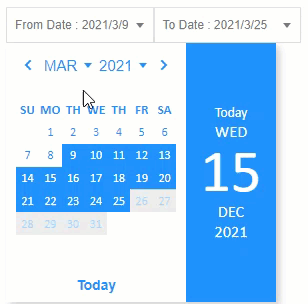 From Date : 2021/3/9 To Date : 2021/3/25
MAR 2021
SU MO TH WE TH FR SA
1 2 3 4 5 6
7 8 9 10 11 12 13
14 15 16 17 18 19 20
21 22 23 24 25 26 27
28 29 30 31
Today
Today
WED
15
DEC
2021